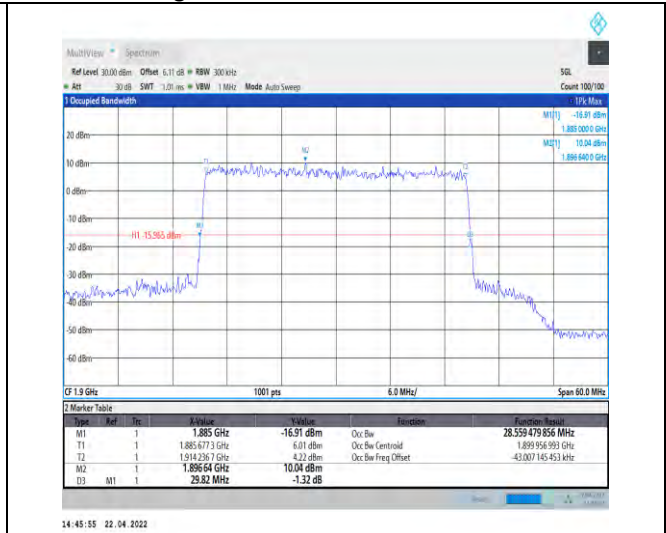 MultiView Spectrum
Ref Level 30.00 dBm Offset 6.11 dB RBW 300 kHz SGL
Att 30 dB SWT 1.01 ms VBW 1 MHz Mode Auto Sweep Count 100/100
1 Occupied Bandwidth 1Pk Max
M1[1] -16.91 dBm
1.885 000 0 GHz
M2[1] 10.04 dBm
1.896 640 0 GHz
20 dBm
M2
T1 T2
10 dBm
0 dBm
-10 dBm
M1
D3
H1 -15.965 dBm
-20 dBm
-30 dBm
-40 dBm
-50 dBm
-60 dBm
CF 1.9 GHz 1001 pts 6.0 MHz/ Span 60.0 MHz
2 Marker Table
Type Ref Trc X-Value Y-Value Function Function Result
M1 1 1.885 GHz -16.91 dBm Occ Bw 28.559 479 856 MHz
T1 1 1.885 677 3 GHz 6.01 dBm Occ Bw Centroid 1.899 956 993 GHz
T2 1 1.914 236 7 GHz 4.22 dBm Occ Bw Freq Offset -43.007 145 453 kHz
M2 1 1.896 64 GHz 10.04 dBm
D3 M1 1 29.82 MHz -1.32 dB
14:45:55 22.04.2022